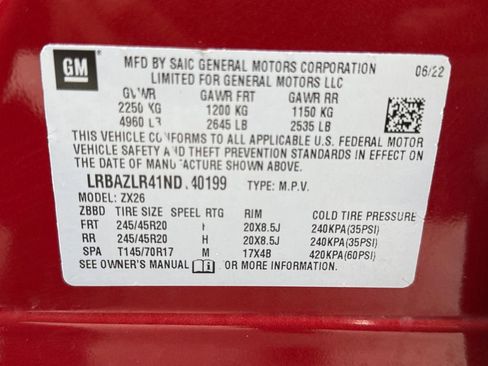 GM
MFD BY SAIC GENERAL MOTORS CORPORATION
LIMITED FOR GENERAL MOTORS LLC
06/22
GVWR GAWR FRT GAWR RR
2250 KG 1200 KG 1150 KG
4960 LB 2645 LB 2535 LB
THIS VEHICLE CONFORMS TO ALL APPLICABLE U.S. FEDERAL MOTOR
VEHICLE SAFETY AND THEFT PREVENTION STANDARDS IN EFFECT ON
THE DATE OF MANUFACTURE SHOWN ABOVE.
LRBAZLR41ND 40199 TYPE: M.P.V.
MODEL: ZX26
ZBBD TIRE SIZE SPEEL RTG RIM COLD TIRE PRESSURE
FRT 245/45R20 20X8.5J 240KPA(35PSI)
RR 245/45R20 H 20X8.5J 240KPA(35PSI)
SPA T145/70R17 M 17X4B 420KPA(60PSI)
SEE OWNER'S MANUAL